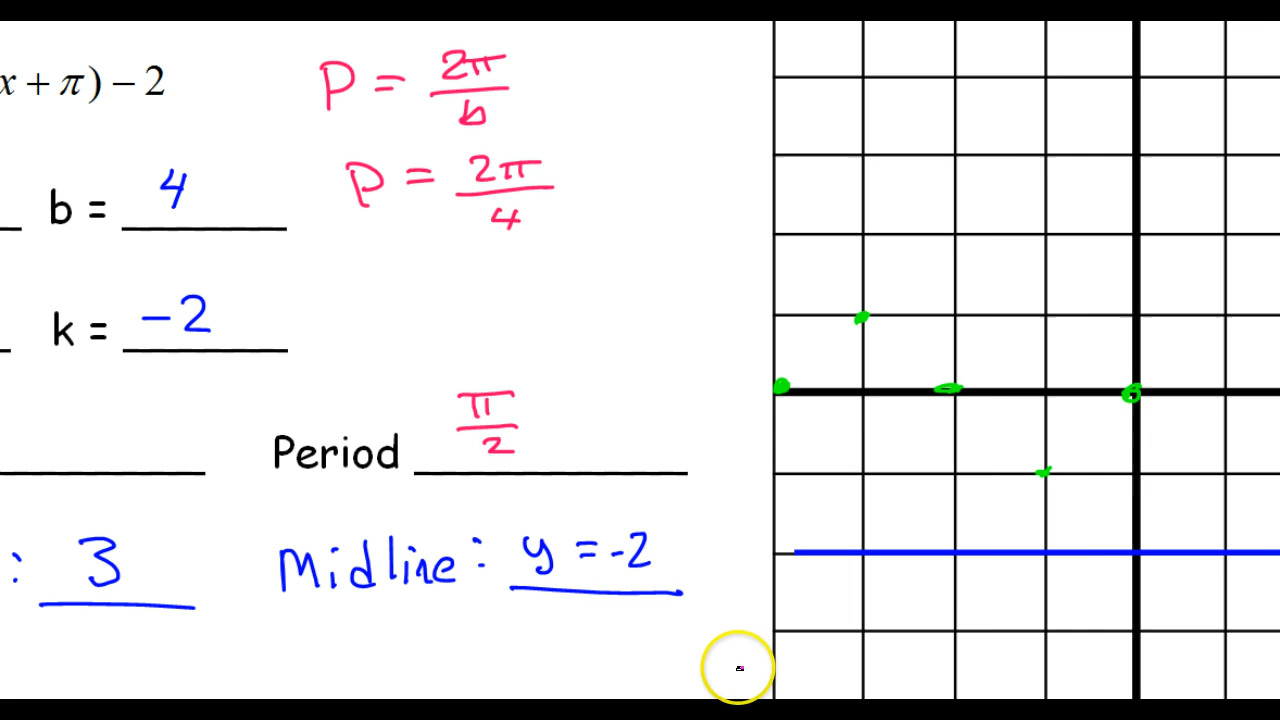 x + π) − 2
P = 2π/b
P = 2π/4
b = 4
k = -2
Period π/2
: 3
Midline: y = -2